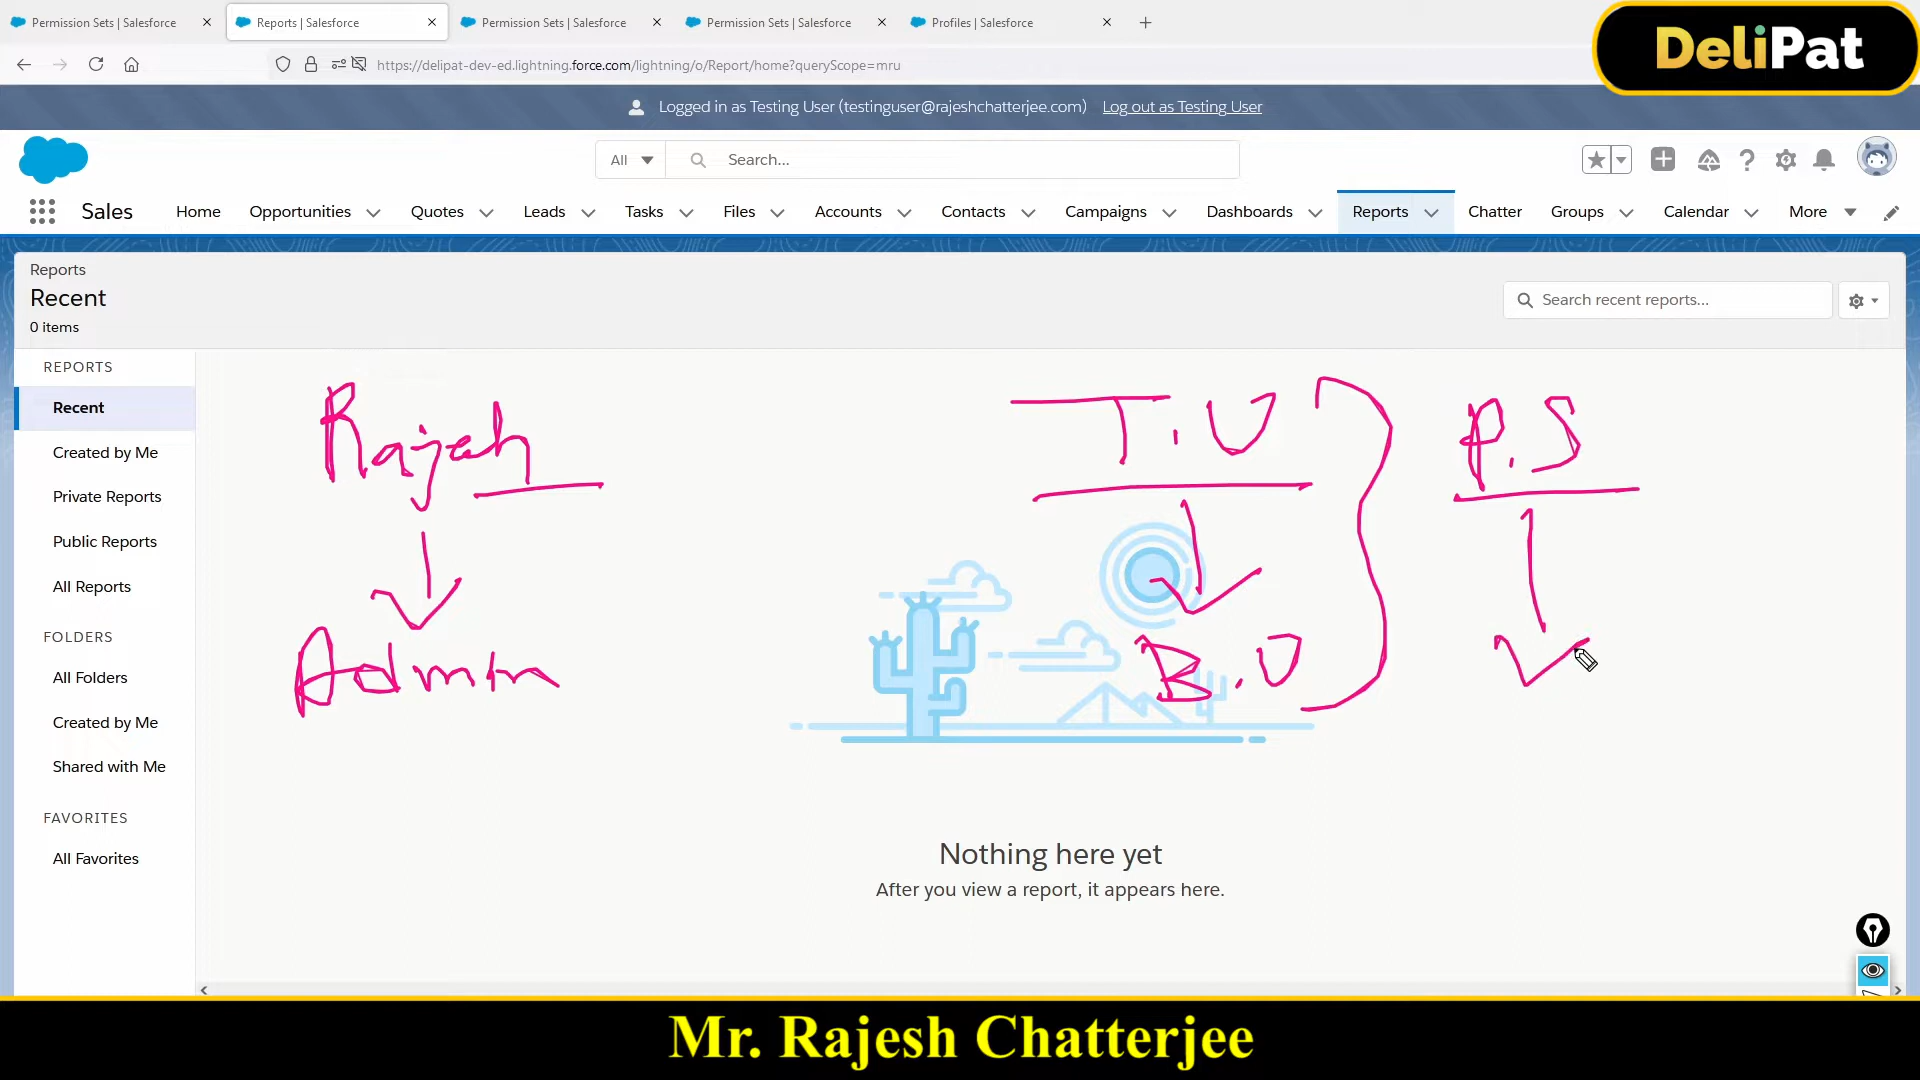 Permission Sets | Salesforce
Reports | Salesforce
Permission Sets | Salesforce
Permission Sets | Salesforce
Profiles | Salesforce
DeliPat
https://delipat-dev-ed.lightning.force.com/lightning/o/Report/home?queryScope=mru
Logged in as Testing User (testinguser@rajeshchatterjee.com) Log out as Testing User
All
Search...
Sales
Home
Opportunities
Quotes
Leads
Tasks
Files
Accounts
Contacts
Campaigns
Dashboards
Reports
Chatter
Groups
Calendar
More
Reports
Recent
0 items
Search recent reports...
REPORTS
Recent
Created by Me
Private Reports
Public Reports
All Reports
FOLDERS
All Folders
Created by Me
Shared with Me
FAVORITES
All Favorites
T.U
P.S
Admin
B.U
Nothing here yet
After you view a report, it appears here.
Mr. Rajesh Chatterjee